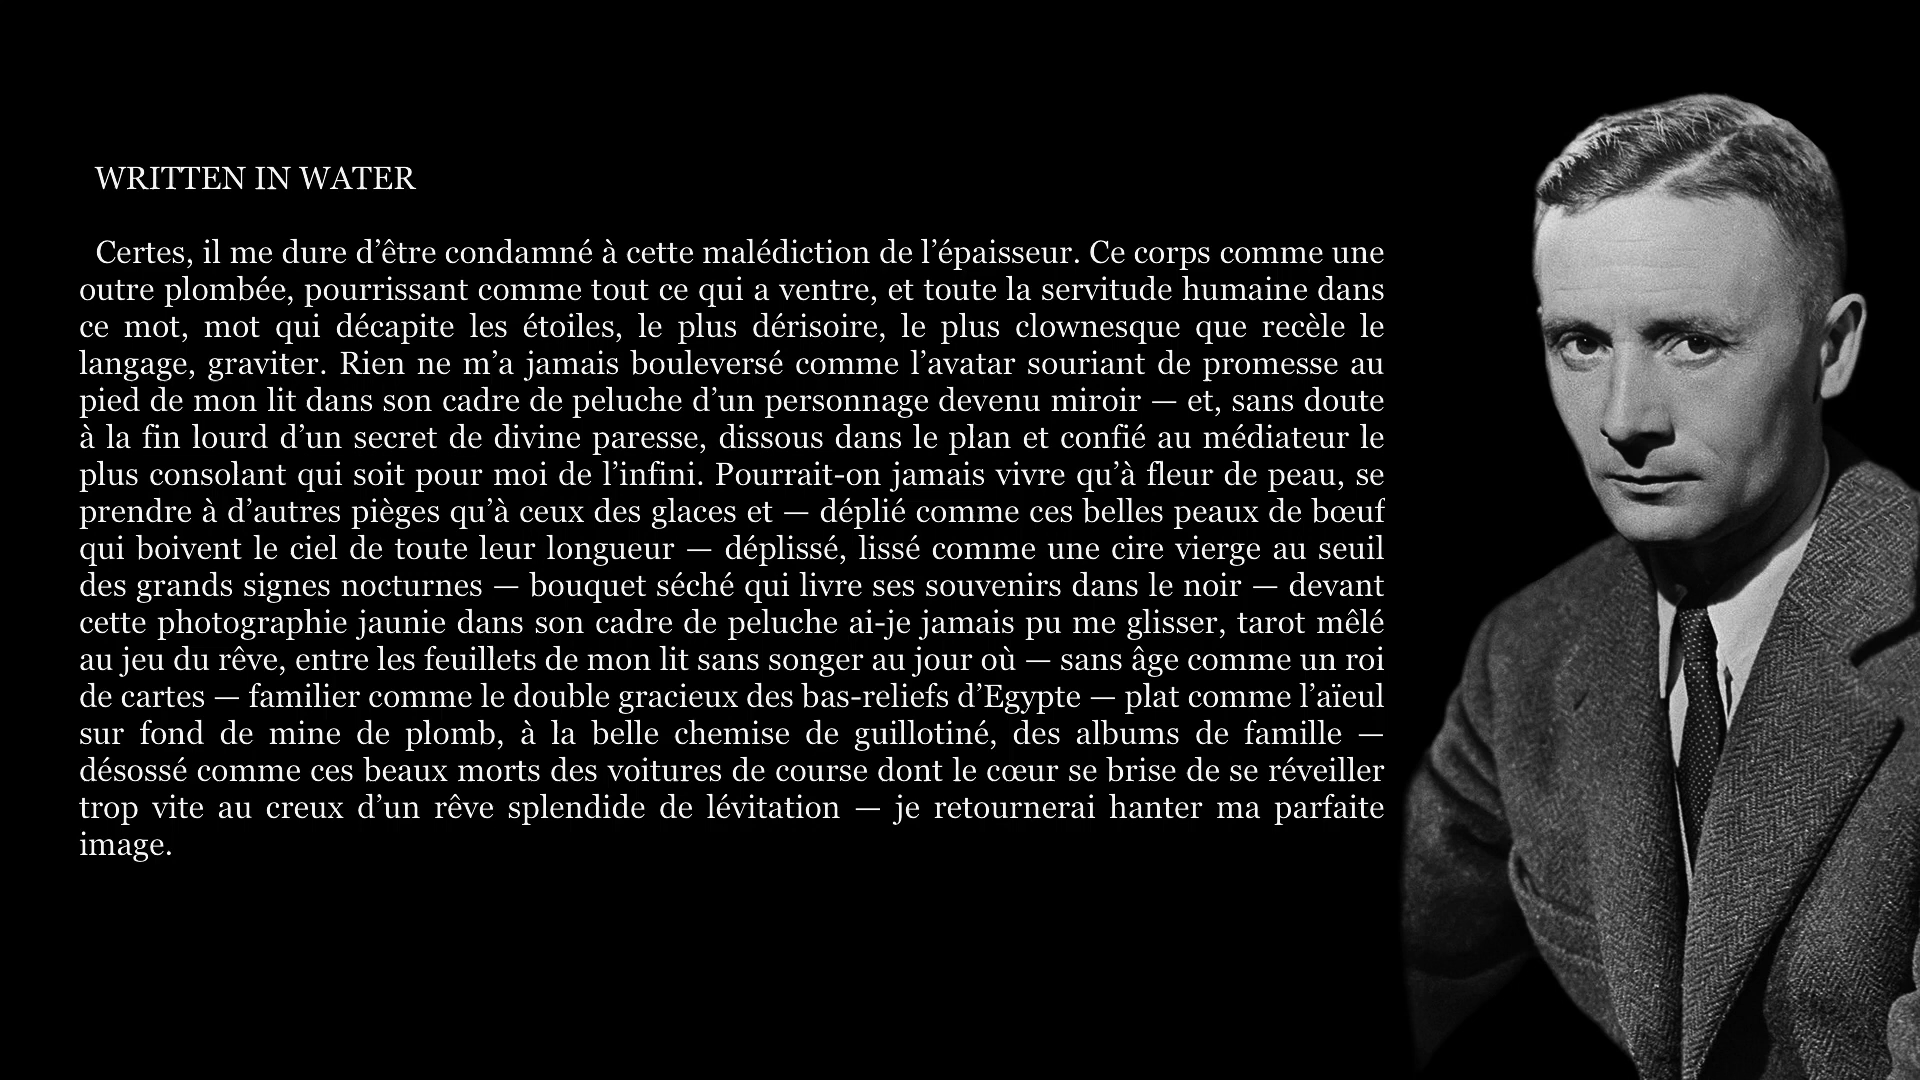 WRITTEN IN WATER
Certes, il me dure d’être condamné à cette malédiction de l’épaisseur. Ce corps comme une
outre plombée, pourrissant comme tout ce qui a ventre, et toute la servitude humaine dans
ce mot, mot qui décapite les étoiles, le plus dérisoire, le plus clownesque que recèle le
langage, graviter. Rien ne m’a jamais bouleversé comme l’avatar souriant de promesse au
pied de mon lit dans son cadre de peluche d’un personnage devenu miroir — et, sans doute
à la fin lourd d’un secret de divine paresse, dissous dans le plan et confié au médiateur le
plus consolant qui soit pour moi de l’infini. Pourrait-on jamais vivre qu’à fleur de peau, se
prendre à d’autres pièges qu’à ceux des glaces et — déplié comme ces belles peaux de bœuf
qui boivent le ciel de toute leur longueur — déplissé, lissé comme une cire vierge au seuil
des grands signes nocturnes — bouquet séché qui livre ses souvenirs dans le noir — devant
cette photographie jaunie dans son cadre de peluche ai-je jamais pu me glisser, tarot mêlé
au jeu du rêve, entre les feuillets de mon lit sans songer au jour où — sans âge comme un roi
de cartes — familier comme le double gracieux des bas-reliefs d’Egypte — plat comme l’aïeul
sur fond de mine de plomb, à la belle chemise de guillotiné, des albums de famille —
désossé comme ces beaux morts des voitures de course dont le cœur se brise de se réveiller
trop vite au creux d’un rêve splendide de lévitation — je retournerai hanter ma parfaite
image.